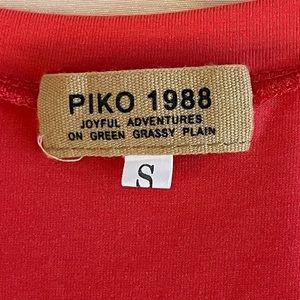 PIKO 1988
JOYFUL ADVENTURES
ON GREEN GRASSY PLAIN
S